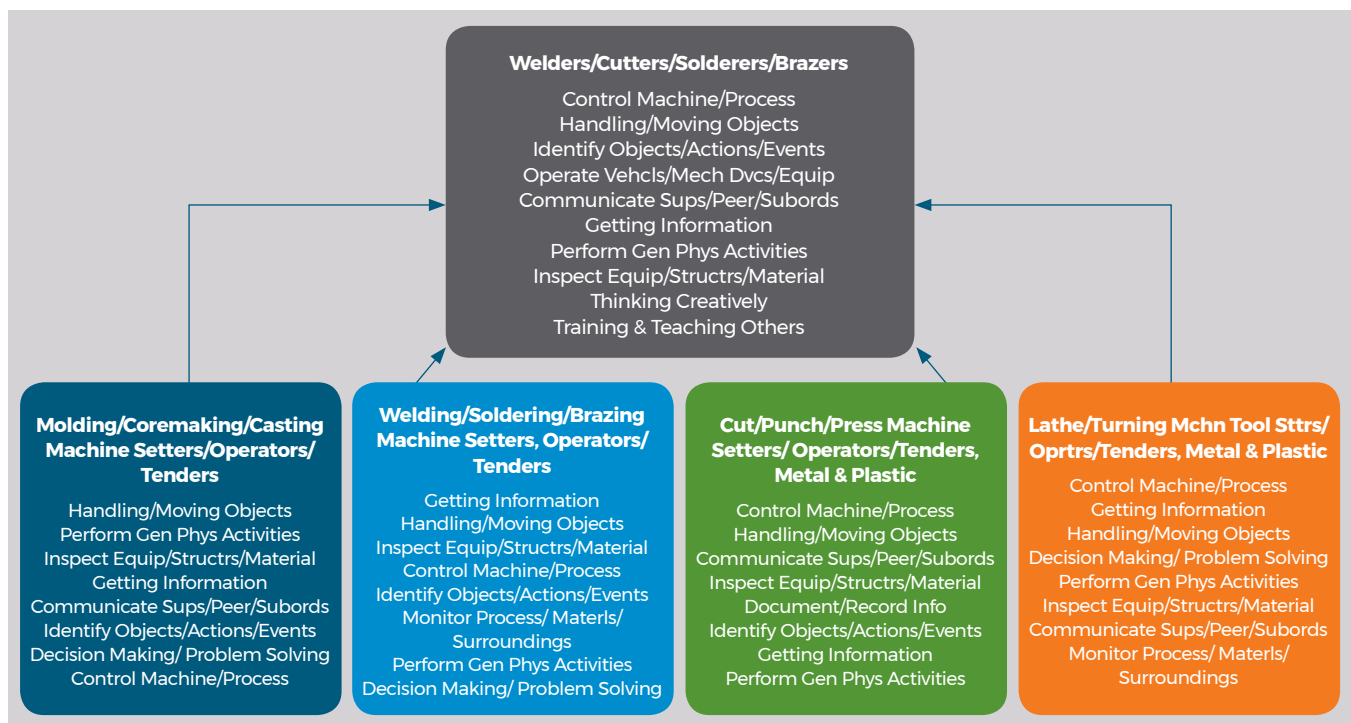 Welders/Cutters/Solderers/Brazers
Control Machine/Process
Handling/Moving Objects
Identify Objects/Actions/Events
Operate Vehcls/Mech Dvcs/Equip
Communicate Sups/Peer/Subords
Getting Information
Perform Gen Phys Activities
Inspect Equip/Structrs/Material
Thinking Creatively
Training & Teaching Others
Molding/Coremaking/Casting
Machine Setters/Operators/
Tenders
Handling/Moving Objects
Perform Gen Phys Activities
Inspect Equip/Structrs/Material
Getting Information
Communicate Sups/Peer/Subords
Identify Objects/Actions/Events
Decision Making/ Problem Solving
Control Machine/Process
Welding/Soldering/Brazing
Machine Setters, Operators/
Tenders
Getting Information
Handling/Moving Objects
Inspect Equip/Structrs/Material
Control Machine/Process
Identify Objects/Actions/Events
Monitor Process/ Materls/
Surroundings
Perform Gen Phys Activities
Decision Making/ Problem Solving
Cut/Punch/Press Machine
Setters/ Operators/Tenders,
Metal & Plastic
Control Machine/Process
Handling/Moving Objects
Communicate Sups/Peer/Subords
Inspect Equip/Structrs/Material
Document/Record Info
Identify Objects/Actions/Events
Getting Information
Perform Gen Phys Activities
Lathe/Turning Mchn Tool Sttrs/
Oprtrs/Tenders, Metal & Plastic
Control Machine/Process
Getting Information
Handling/Moving Objects
Decision Making/ Problem Solving
Perform Gen Phys Activities
Inspect Equip/Structrs/Material
Communicate Sups/Peer/Subords
Monitor Process/ Materls/
Surroundings